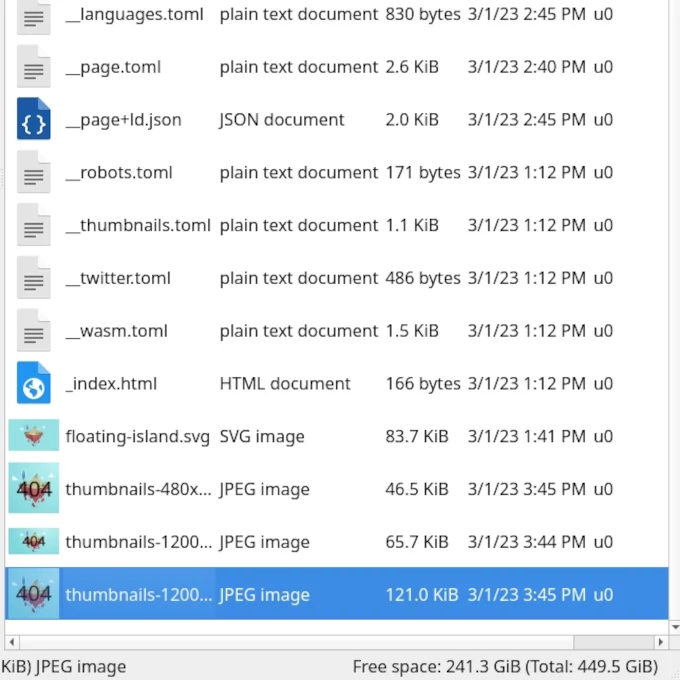 __languages.toml plain text document 830 bytes 3/1/23 2:45 PM u0
__page.toml plain text document 2.6 KiB 3/1/23 2:40 PM u0
__page+ld.json JSON document 2.0 KiB 3/1/23 2:45 PM u0
__robots.toml plain text document 171 bytes 3/1/23 1:12 PM u0
__thumbnails.toml plain text document 1.1 KiB 3/1/23 1:12 PM u0
__twitter.toml plain text document 486 bytes 3/1/23 1:12 PM u0
__wasm.toml plain text document 1.5 KiB 3/1/23 1:12 PM u0
_index.html HTML document 166 bytes 3/1/23 1:12 PM u0
floating-island.svg SVG image 83.7 KiB 3/1/23 1:41 PM u0
404 thumbnails-480x... JPEG image 46.5 KiB 3/1/23 3:45 PM u0
404 thumbnails-1200... JPEG image 65.7 KiB 3/1/23 3:44 PM u0
404 thumbnails-1200... JPEG image 121.0 KiB 3/1/23 3:45 PM u0
KiB) JPEG image Free space: 241.3 GiB (Total: 449.5 GiB)